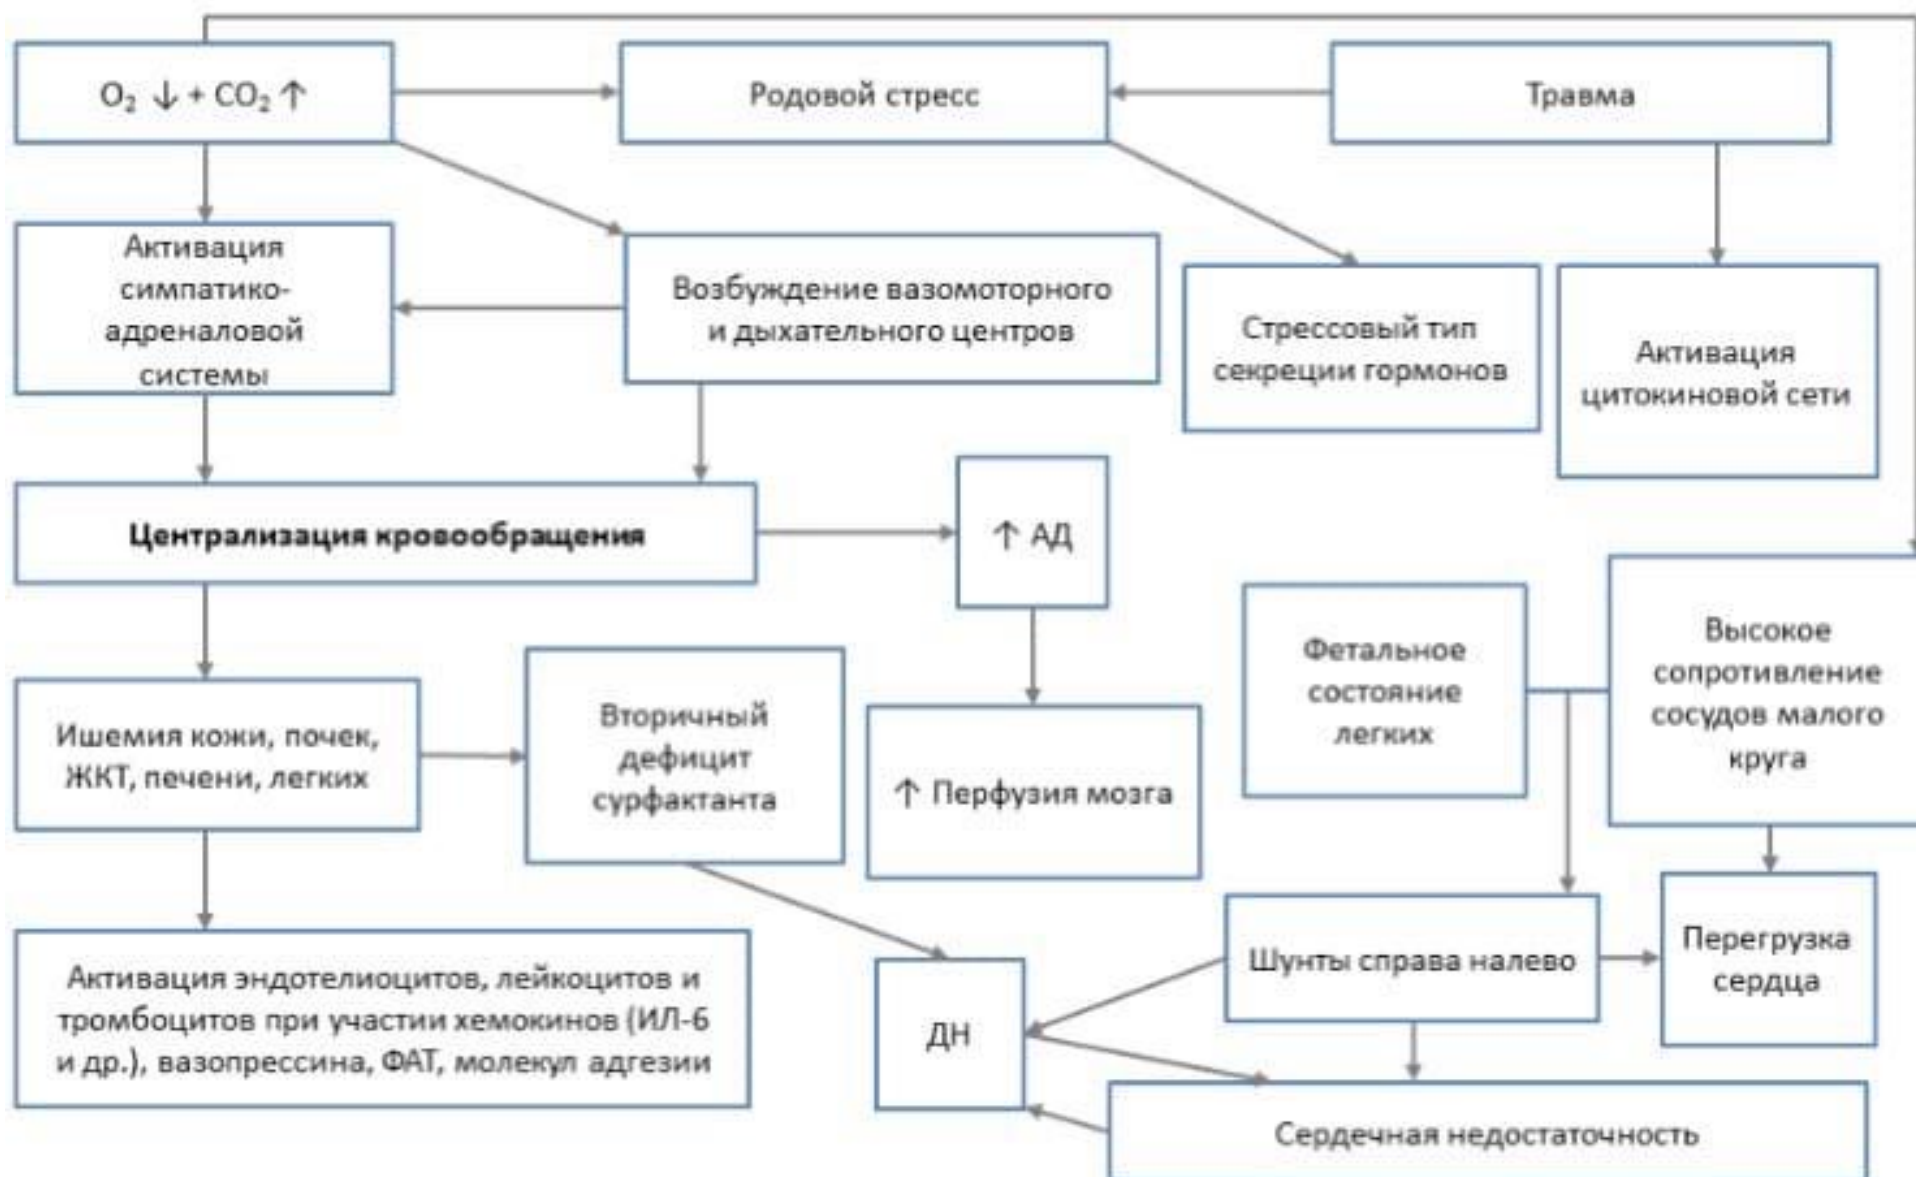 O₂ ↓ + CO₂ ↑
Родовой стресс
Травма
Активация
симпатико-
адреналовой
системы
Возбуждение вазомоторного
и дыхательного центров
Стрессовый тип
секреции гормонов
Активация
цитокиновой сети
Централизация кровообращения
↑ АД
Фетальное
состояние
легких
Высокое
сопротивление
сосудов малого
круга
Ишемия кожи, почек,
ЖКТ, печени, легких
Вторичный
дефицит
сурфактанта
↑ Перфузия мозга
Активация эндотелиоцитов, лейкоцитов и
тромбоцитов при участии хемокинов (ИЛ-6
и др.), вазопрессина, ФАТ, молекул адгезии
ДН
Шунты справа налево
Перегрузка
сердца
Сердечная недостаточность